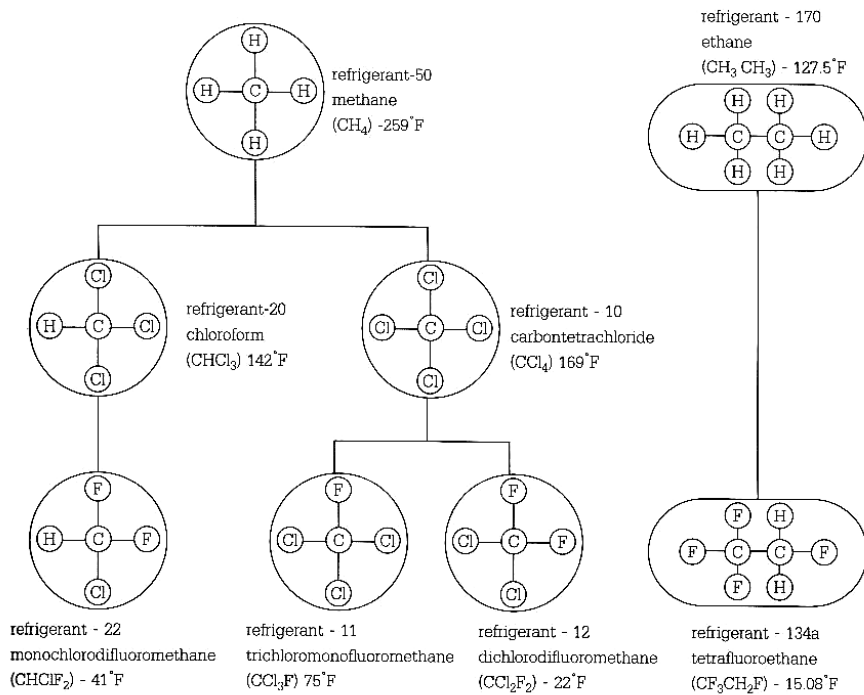 refrigerant-50
methane
(CH₄) -259°F
H
H C H
H
refrigerant - 170
ethane
(CH₃ CH₃) - 127.5°F
H H
H C C H
H H
refrigerant-20
chloroform
(CHCl₃) 142°F
Cl
H C Cl
Cl
refrigerant - 10
carbontetrachloride
(CCl₄) 169°F
Cl
Cl C Cl
Cl
F
H C F
Cl
refrigerant - 22
monochlorodifluoromethane
(CHClF₂) - 41°F
F
Cl C Cl
Cl
refrigerant - 11
trichloromonofluoromethane
(CCl₃F) 75°F
F
Cl C F
Cl
refrigerant - 12
dichlorodifluoromethane
(CCl₂F₂) - 22°F
F H
F C C F
F H
refrigerant - 134a
tetrafluoroethane
(CF₃CH₂F) - 15.08°F